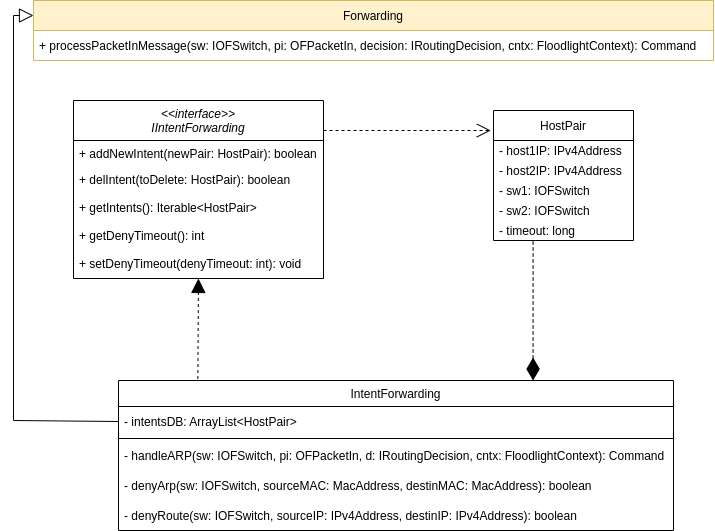 Forwarding
+ processPacketInMessage(sw: IOFSwitch, pi: OFPacketIn, decision: IRoutingDecision, cntx: FloodlightContext): Command
<<interface>>
IIntentForwarding
+ addNewIntent(newPair: HostPair): boolean
+ delIntent(toDelete: HostPair): boolean
+ getIntents(): Iterable<HostPair>
+ getDenyTimeout(): int
+ setDenyTimeout(denyTimeout: int): void
HostPair
- host1IP: IPv4Address
- host2IP: IPv4Address
- sw1: IOFSwitch
- sw2: IOFSwitch
- timeout: long
IntentForwarding
- intentsDB: ArrayList<HostPair>
- handleARP(sw: IOFSwitch, pi: OFPacketIn, d: IRoutingDecision, cntx: FloodlightContext): Command
- denyArp(sw: IOFSwitch, sourceMAC: MacAddress, destinMAC: MacAddress): boolean
- denyRoute(sw: IOFSwitch, sourceIP: IPv4Address, destinIP: IPv4Address): boolean